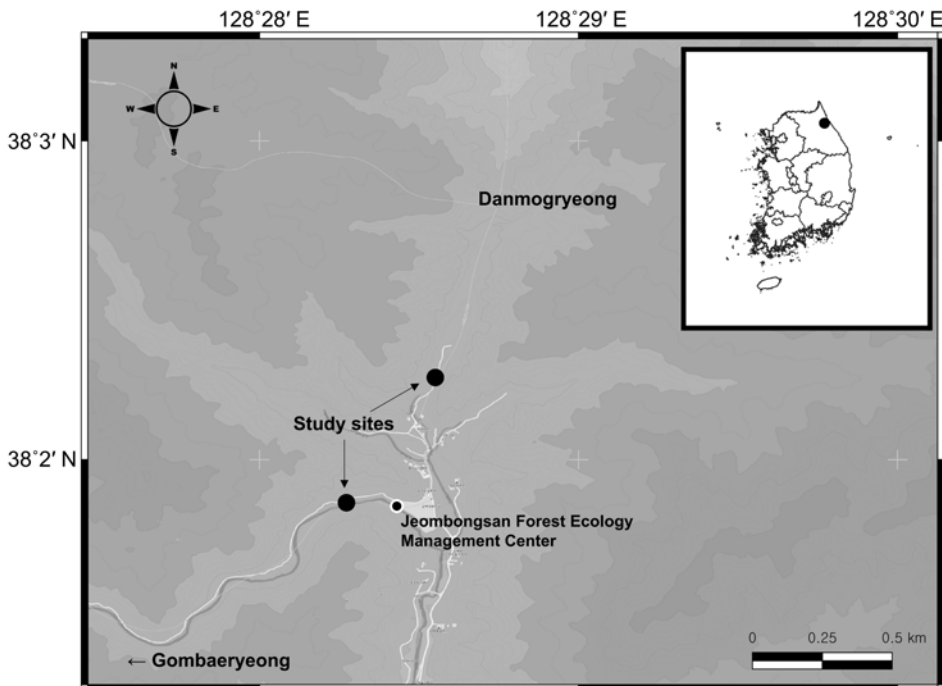 128°28′ E 128°29′ E 128°30′ E
N
W E
S
38°3′ N
Danmogryeong
Study sites
38°2′ N
Jeombongsan Forest Ecology
Management Center
0 0.25 0.5 km
← Gombaeryeong